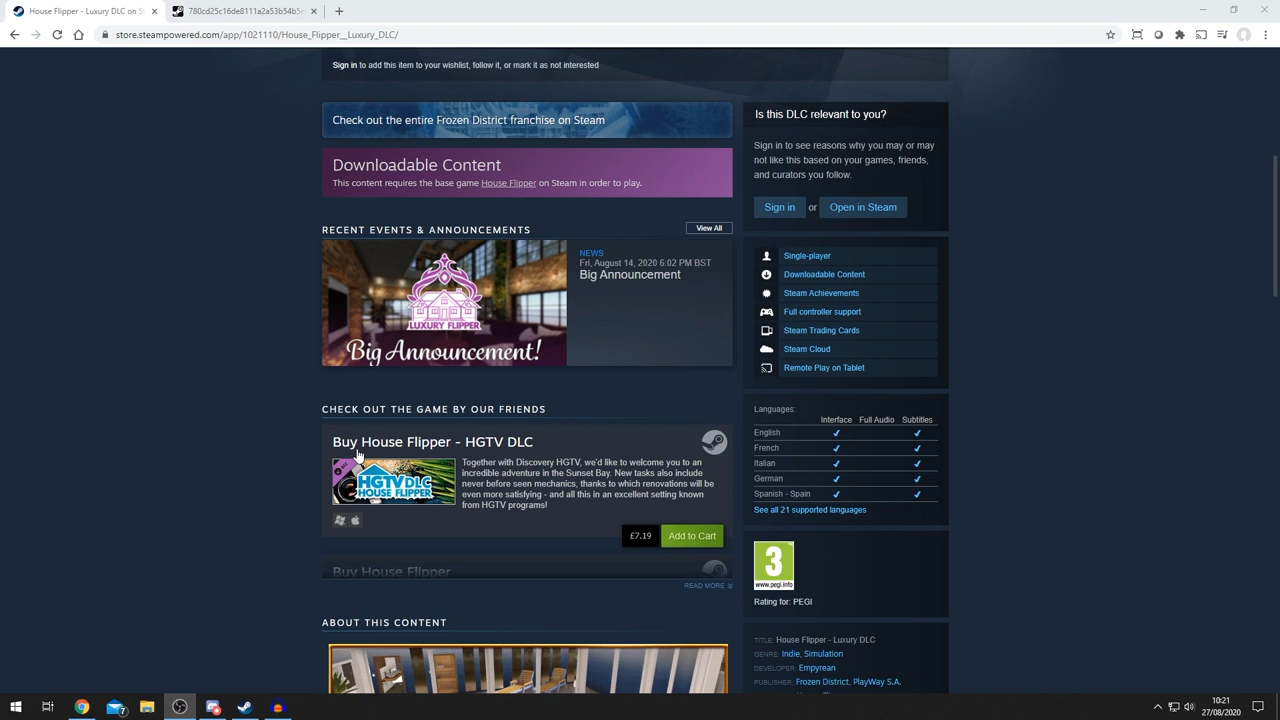 House Flipper - Luxury DLC on St
780cd25c16de8111a2a53b54b5e
store.steampowered.com/app/1021110/House_Flipper__Luxury_DLC/
Sign in to add this item to your wishlist, follow it, or mark it as not interested
Check out the entire Frozen District franchise on Steam
Downloadable Content
This content requires the base game House Flipper on Steam in order to play.
RECENT EVENTS & ANNOUNCEMENTS
View All
LUXURY FLIPPER
Big Announcement!
NEWS
Fri, August 14, 2020 6:02 PM BST
Big Announcement
CHECK OUT THE GAME BY OUR FRIENDS
Buy House Flipper - HGTV DLC
HGTV DLC
HOUSE FLIPPER
Together with Discovery HGTV, we'd like to welcome you to an
incredible adventure in the Sunset Bay. New tasks also include
never before seen mechanics, thanks to which renovations will be
even more satisfying - and all this in an excellent setting known
from HGTV programs!
£7.19
Add to Cart
Buy House Flipper
READ MORE
ABOUT THIS CONTENT
Is this DLC relevant to you?
Sign in to see reasons why you may or may
not like this based on your games, friends,
and curators you follow.
Sign in or Open in Steam
Single-player
Downloadable Content
Steam Achievements
Full controller support
Steam Trading Cards
Steam Cloud
Remote Play on Tablet
Languages:
Interface Full Audio Subtitles
English ✔ ✔
French ✔ ✔
Italian ✔ ✔
German ✔ ✔
Spanish - Spain ✔ ✔
See all 21 supported languages
3
www.pegi.info
Rating for: PEGI
TITLE: House Flipper - Luxury DLC
GENRE: Indie, Simulation
DEVELOPER: Empyrean
PUBLISHER: Frozen District, PlayWay S.A.
7
10:21
27/08/2020